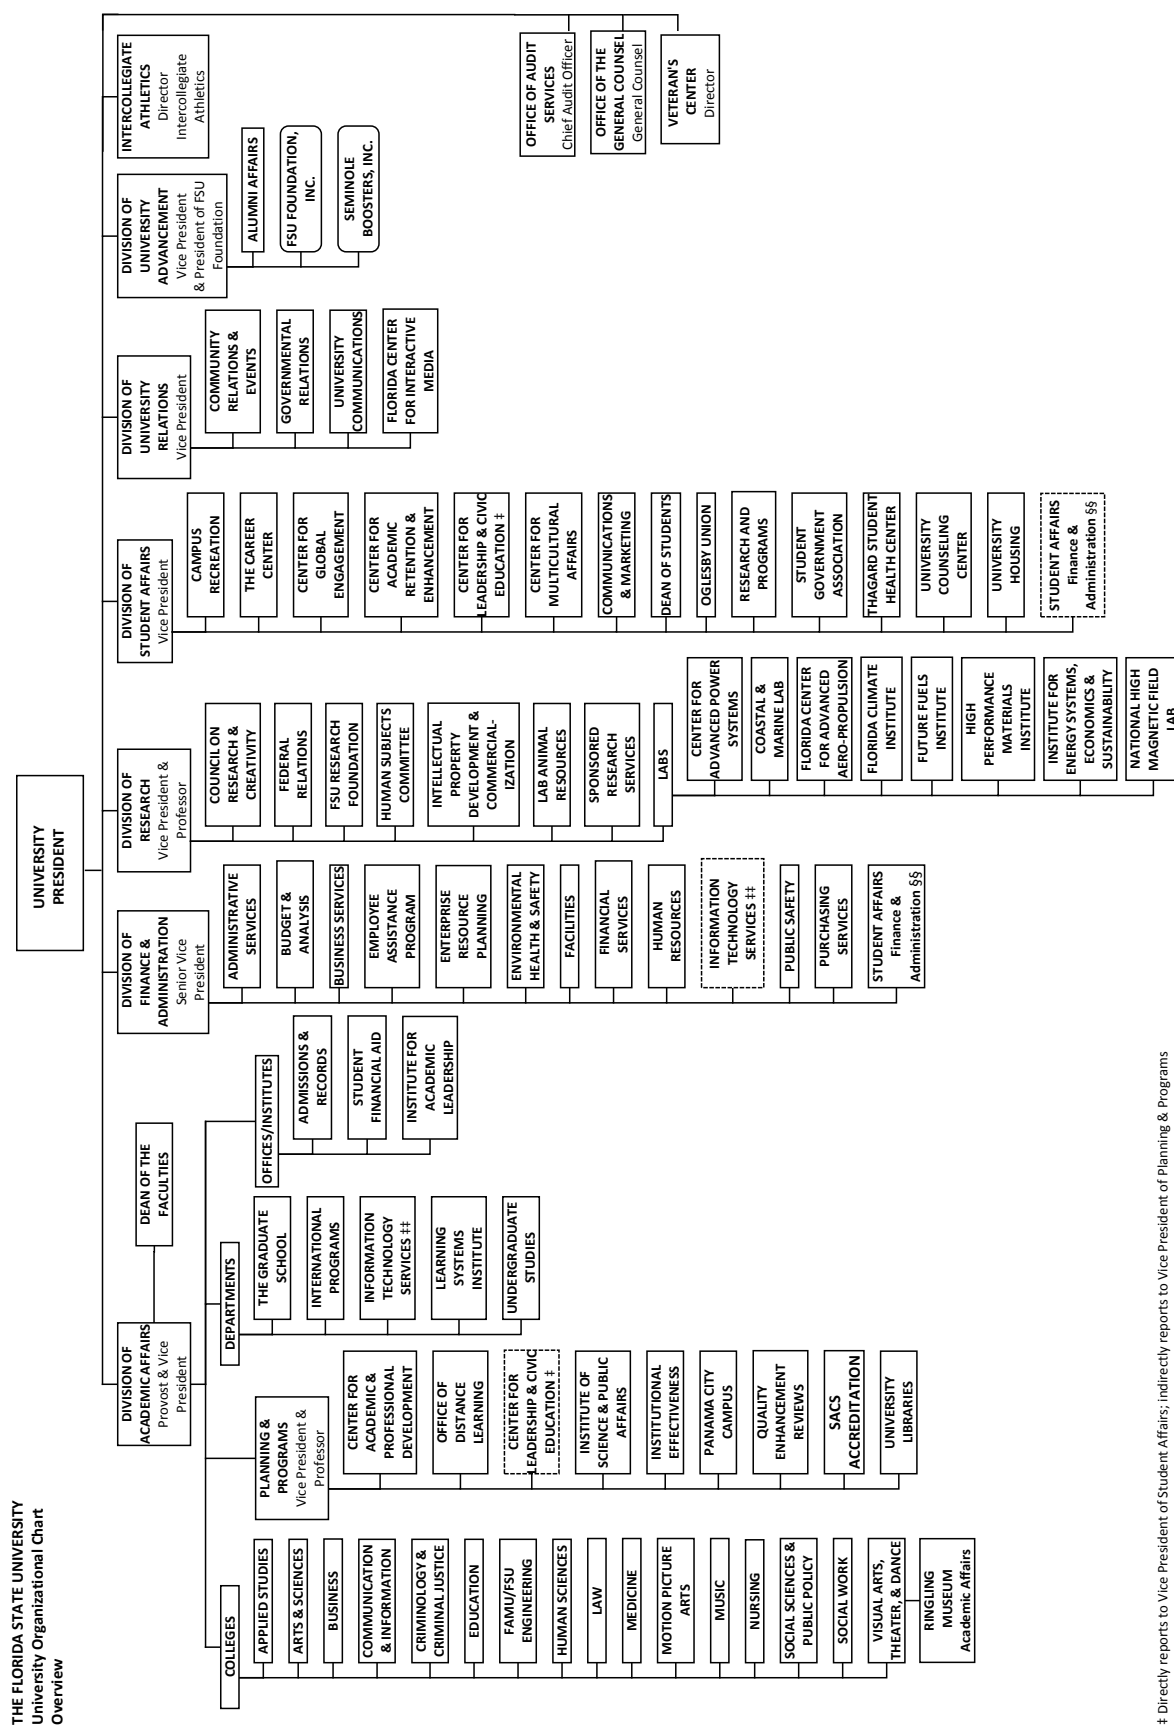 THE FLORIDA STATE UNIVERSITY
University Organizational Chart
Overview
UNIVERSITY
PRESIDENT
DIVISION OF
ACADEMIC AFFAIRS
Provost & Vice
President
DEAN OF THE
FACULTIES
COLLEGES
APPLIED STUDIES
ARTS & SCIENCES
BUSINESS
COMMUNICATION
& INFORMATION
CRIMINOLOGY &
CRIMINAL JUSTICE
EDUCATION
FAMU/FSU
ENGINEERING
HUMAN SCIENCES
LAW
MEDICINE
MOTION PICTURE
ARTS
MUSIC
NURSING
SOCIAL SCIENCES &
PUBLIC POLICY
SOCIAL WORK
VISUAL ARTS,
THEATER, & DANCE
RINGLING
MUSEUM
Academic Affairs
PLANNING &
PROGRAMS
Vice President &
Professor
CENTER FOR
ACADEMIC &
PROFESSIONAL
DEVELOPMENT
OFFICE OF
DISTANCE
LEARNING
CENTER FOR
LEADERSHIP & CIVIC
EDUCATION ‡
INSTITUTE OF
SCIENCE & PUBLIC
AFFAIRS
INSTITUTIONAL
EFFECTIVENESS
PANAMA CITY
CAMPUS
QUALITY
ENHANCEMENT
REVIEWS
SACS
ACCREDITATION
UNIVERSITY
LIBRARIES
DEPARTMENTS
THE GRADUATE
SCHOOL
INTERNATIONAL
PROGRAMS
INFORMATION
TECHNOLOGY
SERVICES ‡‡
LEARNING
SYSTEMS
INSTITUTE
UNDERGRADUATE
STUDIES
OFFICES/INSTITUTES
ADMISSIONS &
RECORDS
STUDENT
FINANCIAL AID
INSTITUTE FOR
ACADEMIC
LEADERSHIP
DIVISION OF
FINANCE &
ADMINISTRATION
Senior Vice
President
ADMINISTRATIVE
SERVICES
BUDGET &
ANALYSIS
BUSINESS SERVICES
EMPLOYEE
ASSISTANCE
PROGRAM
ENTERPRISE
RESOURCE
PLANNING
ENVIRONMENTAL
HEALTH & SAFETY
FACILITIES
FINANCIAL
SERVICES
HUMAN
RESOURCES
INFORMATION
TECHNOLOGY
SERVICES ‡‡
PUBLIC SAFETY
PURCHASING
SERVICES
STUDENT AFFAIRS
Finance &
Administration §§
DIVISION OF
RESEARCH
Vice President &
Professor
COUNCIL ON
RESEARCH &
CREATIVITY
FEDERAL
RELATIONS
FSU RESEARCH
FOUNDATION
HUMAN SUBJECTS
COMMITTEE
INTELLECTUAL
PROPERTY
DEVELOPMENT &
COMMERCIAL-
IZATION
LAB ANIMAL
RESOURCES
SPONSORED
RESEARCH
SERVICES
LABS
CENTER FOR
ADVANCED POWER
SYSTEMS
COASTAL &
MARINE LAB
FLORIDA CENTER
FOR ADVANCED
AERO-PROPULSION
FLORIDA CLIMATE
INSTITUTE
FUTURE FUELS
INSTITUTE
HIGH
PERFORMANCE
MATERIALS
INSTITUTE
INSTITUTE FOR
ENERGY SYSTEMS,
ECONOMICS &
SUSTAINABILITY
NATIONAL HIGH
MAGNETIC FIELD
LAB
DIVISION OF
STUDENT AFFAIRS
Vice President
CAMPUS
RECREATION
THE CAREER
CENTER
CENTER FOR
GLOBAL
ENGAGEMENT
CENTER FOR
ACADEMIC
RETENTION &
ENHANCEMENT
CENTER FOR
LEADERSHIP & CIVIC
EDUCATION ‡
CENTER FOR
MULTICULTURAL
AFFAIRS
COMMUNICATIONS
& MARKETING
DEAN OF STUDENTS
OGLESBY UNION
RESEARCH AND
PROGRAMS
STUDENT
GOVERNMENT
ASSOCIATION
THAGARD STUDENT
HEALTH CENTER
UNIVERSITY
COUNSELING
CENTER
UNIVERSITY
HOUSING
STUDENT AFFAIRS
Finance &
Administration §§
DIVISION OF
UNIVERSITY
RELATIONS
Vice President
COMMUNITY
RELATIONS &
EVENTS
GOVERNMENTAL
RELATIONS
UNIVERSITY
COMMUNICATIONS
FLORIDA CENTER
FOR INTERACTIVE
MEDIA
DIVISION OF
UNIVERSITY
ADVANCEMENT
Vice President
& President of FSU
Foundation
ALUMNI AFFAIRS
FSU FOUNDATION,
INC.
SEMINOLE
BOOSTERS, INC.
INTERCOLLEGIATE
ATHLETICS
Director
Intercollegiate
Athletics
OFFICE OF AUDIT
SERVICES
Chief Audit Officer
OFFICE OF THE
GENERAL COUNSEL
General Counsel
VETERAN'S
CENTER
Director
‡ Directly reports to Vice President of Student Affairs; indirectly reports to Vice President of Planning & Programs